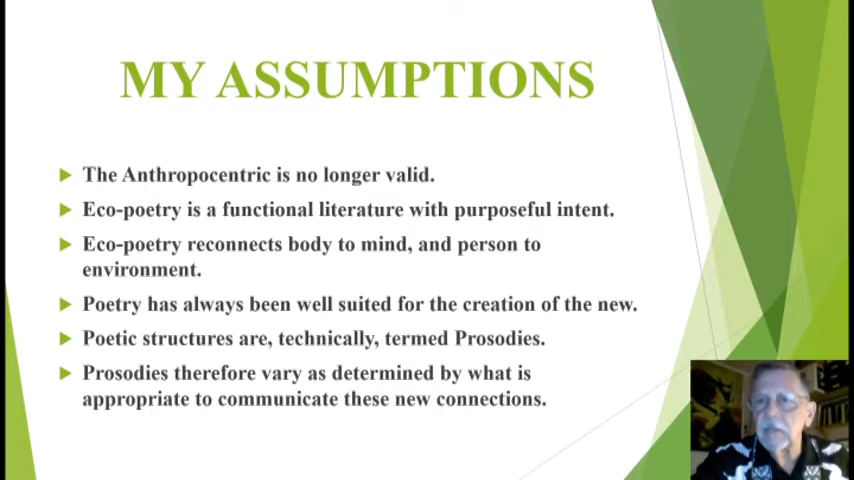 MY ASSUMPTIONS
The Anthropocentric is no longer valid.
Eco-poetry is a functional literature with purposeful intent.
Eco-poetry reconnects body to mind, and person to
environment.
Poetry has always been well suited for the creation of the new.
Poetic structures are, technically, termed Prosodies.
Prosodies therefore vary as determined by what is
appropriate to communicate these new connections.